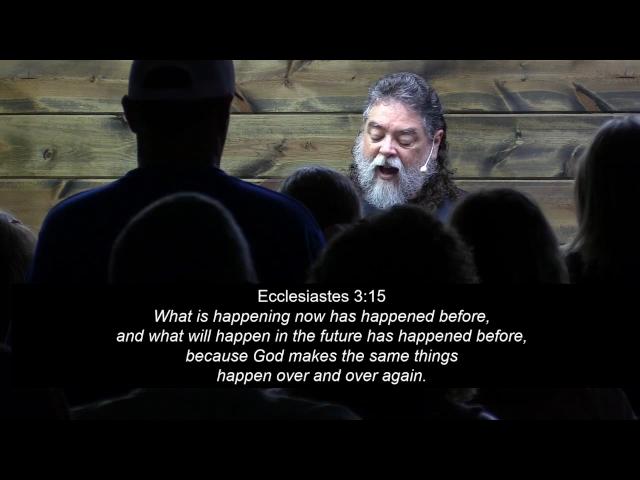 Ecclesiastes 3:15
What is happening now has happened before,
and what will happen in the future has happened before,
because God makes the same things
happen over and over again.